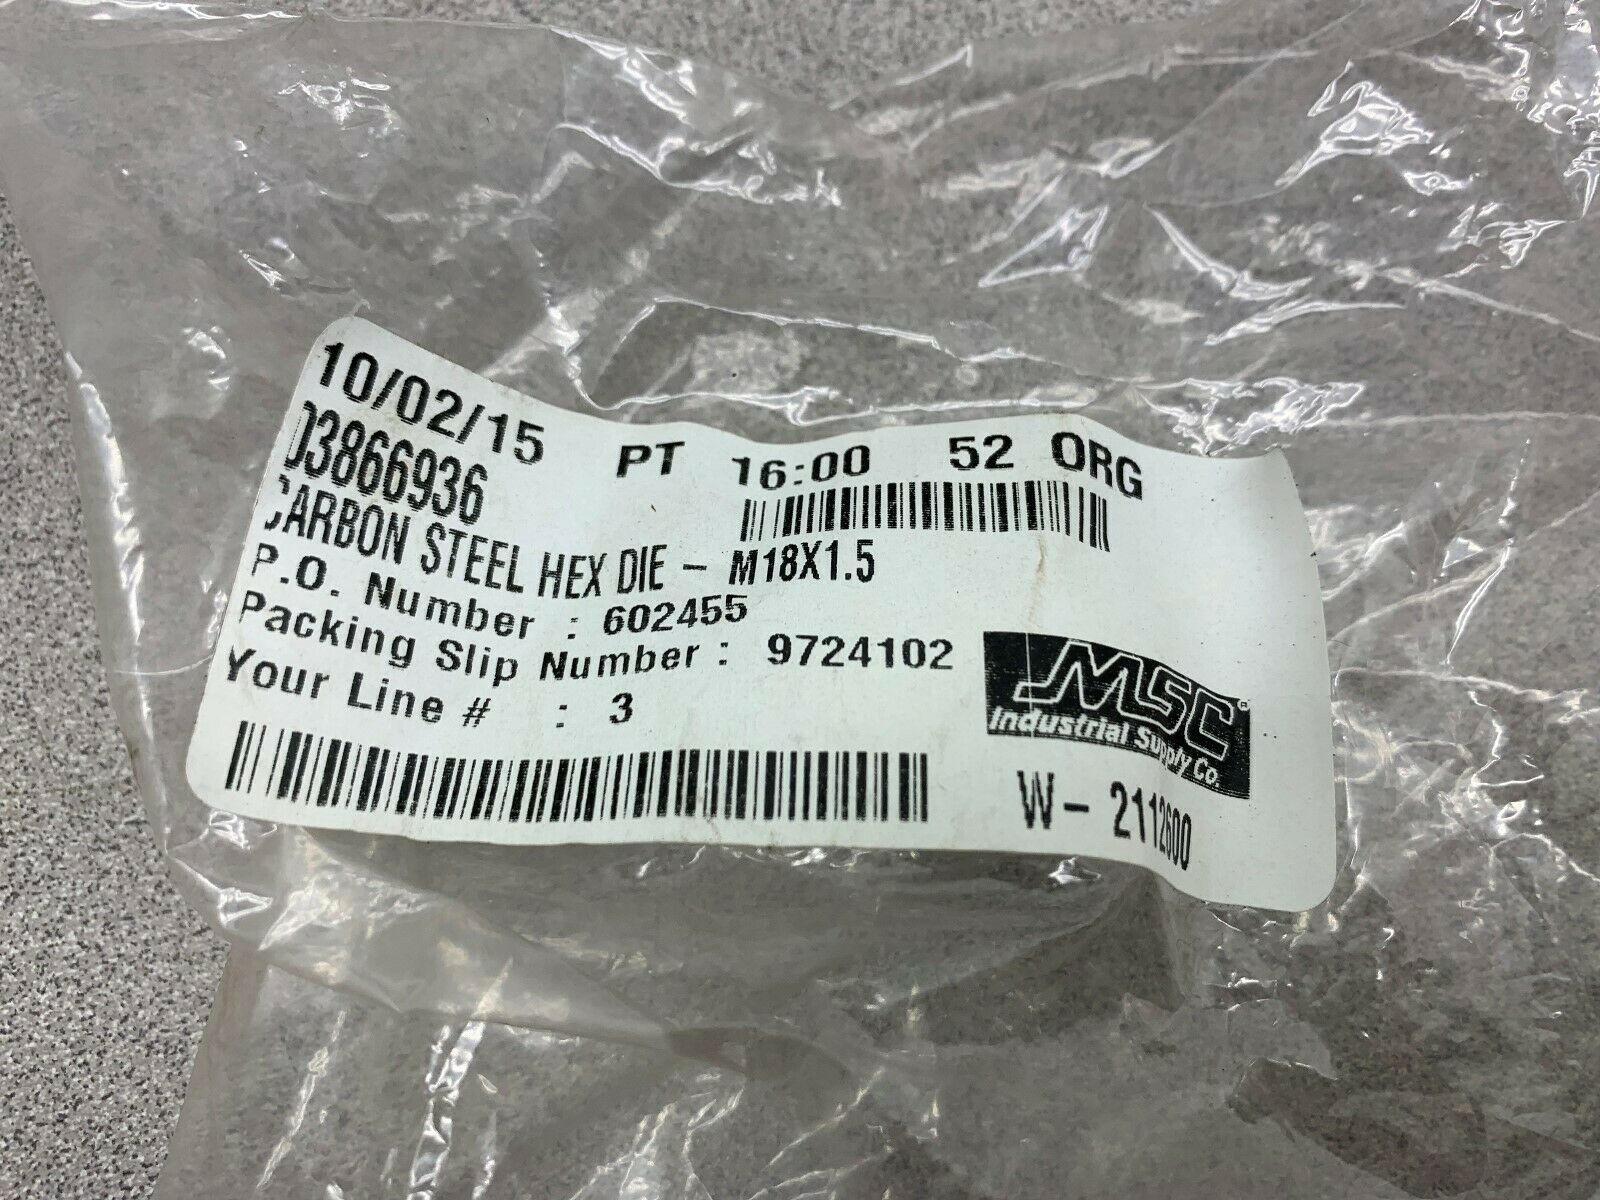 10/02/15 PT 16:00 52 ORG
03866936
CARBON STEEL HEX DIE - M18X1.5
P.O. Number : 602455
Packing Slip Number : 9724102
Your Line # : 3
MSC®
Industrial Supply Co.
W- 2112600